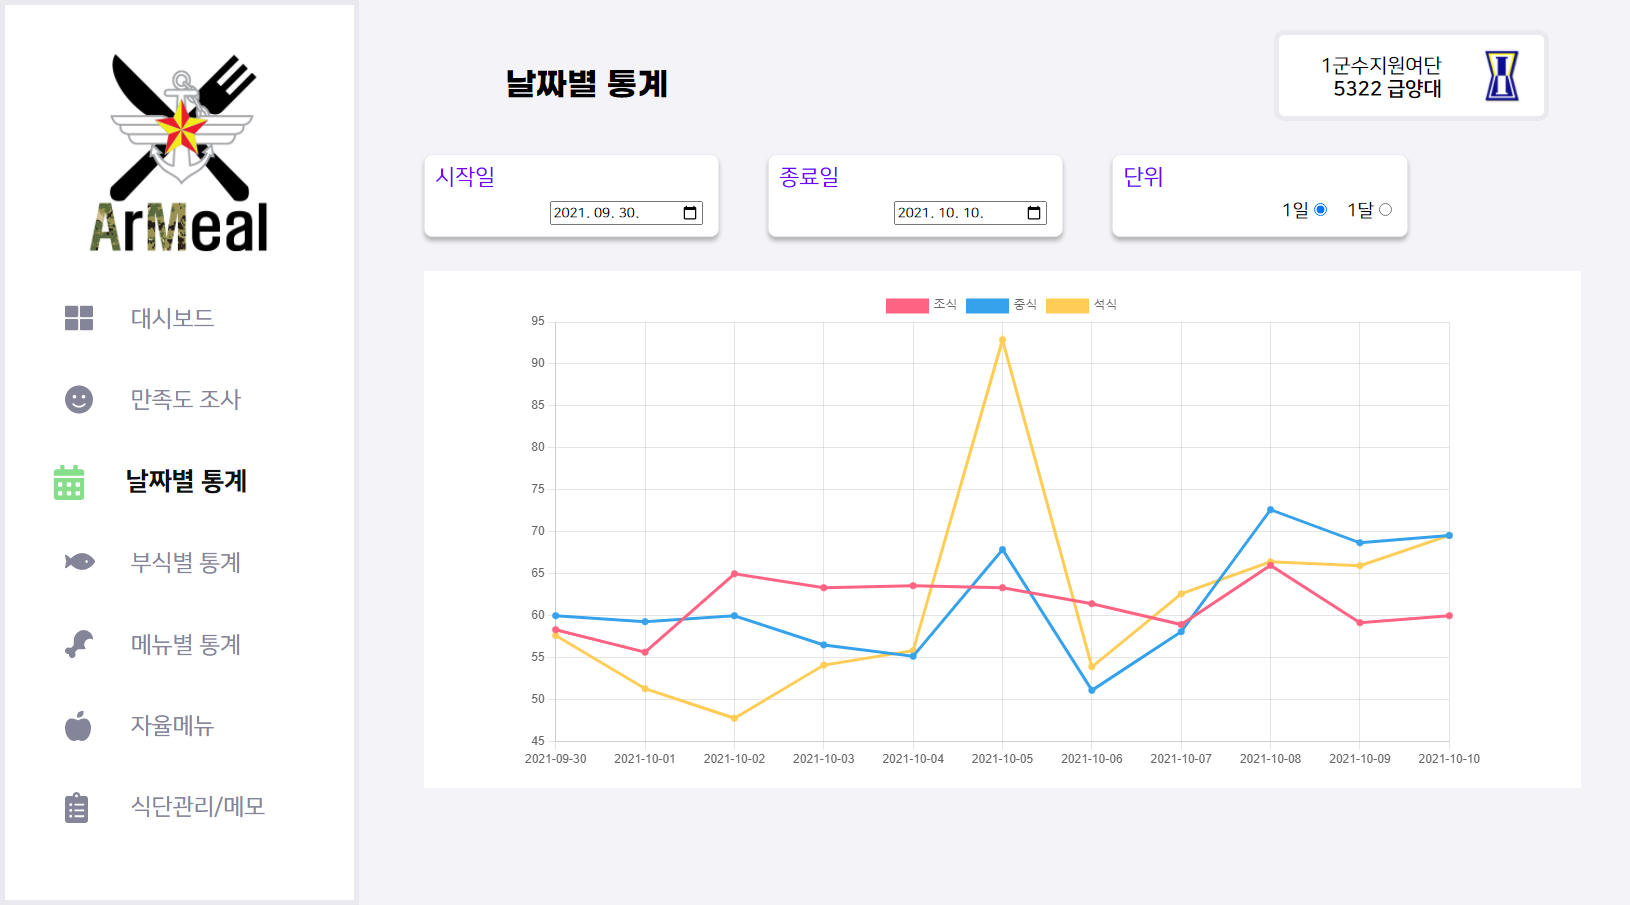 ArMeal
대시보드
만족도 조사
날짜별 통계
부식별 통계
메뉴별 통계
자율메뉴
식단관리/메모
날짜별 통계
1군수지원여단
5322 급양대
시작일
2021. 09. 30.
종료일
2021. 10. 10.
단위
1일 1달
조식 중식 석식
95
90
85
80
75
70
65
60
55
50
45
2021-09-30 2021-10-01 2021-10-02 2021-10-03 2021-10-04 2021-10-05 2021-10-06 2021-10-07 2021-10-08 2021-10-09 2021-10-10